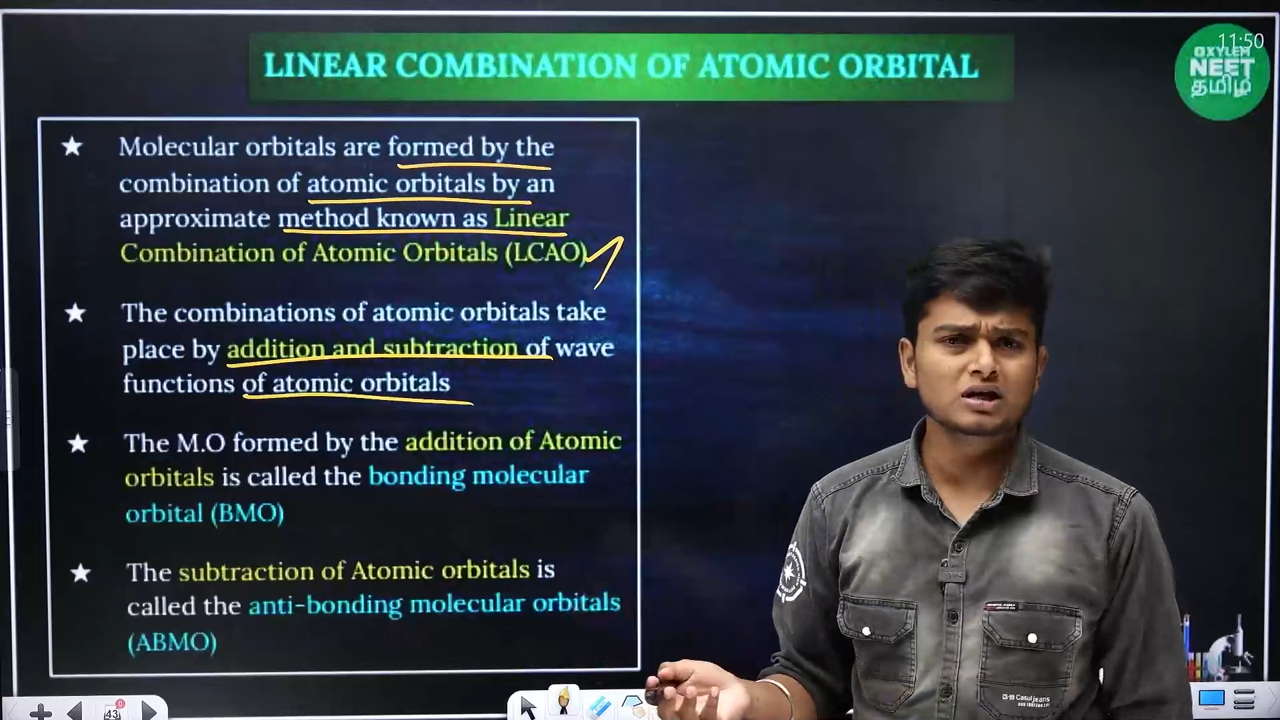 LINEAR COMBINATION OF ATOMIC ORBITAL
11:50
OXYLEM
NEET
தமிழ்
Molecular orbitals are formed by the
combination of atomic orbitals by an
approximate method known as Linear
Combination of Atomic Orbitals (LCAO)
The combinations of atomic orbitals take
place by addition and subtraction of wave
functions of atomic orbitals
The M.O formed by the addition of Atomic
orbitals is called the bonding molecular
orbital (BMO)
The subtraction of Atomic orbitals is
called the anti-bonding molecular orbitals
(ABMO)
43